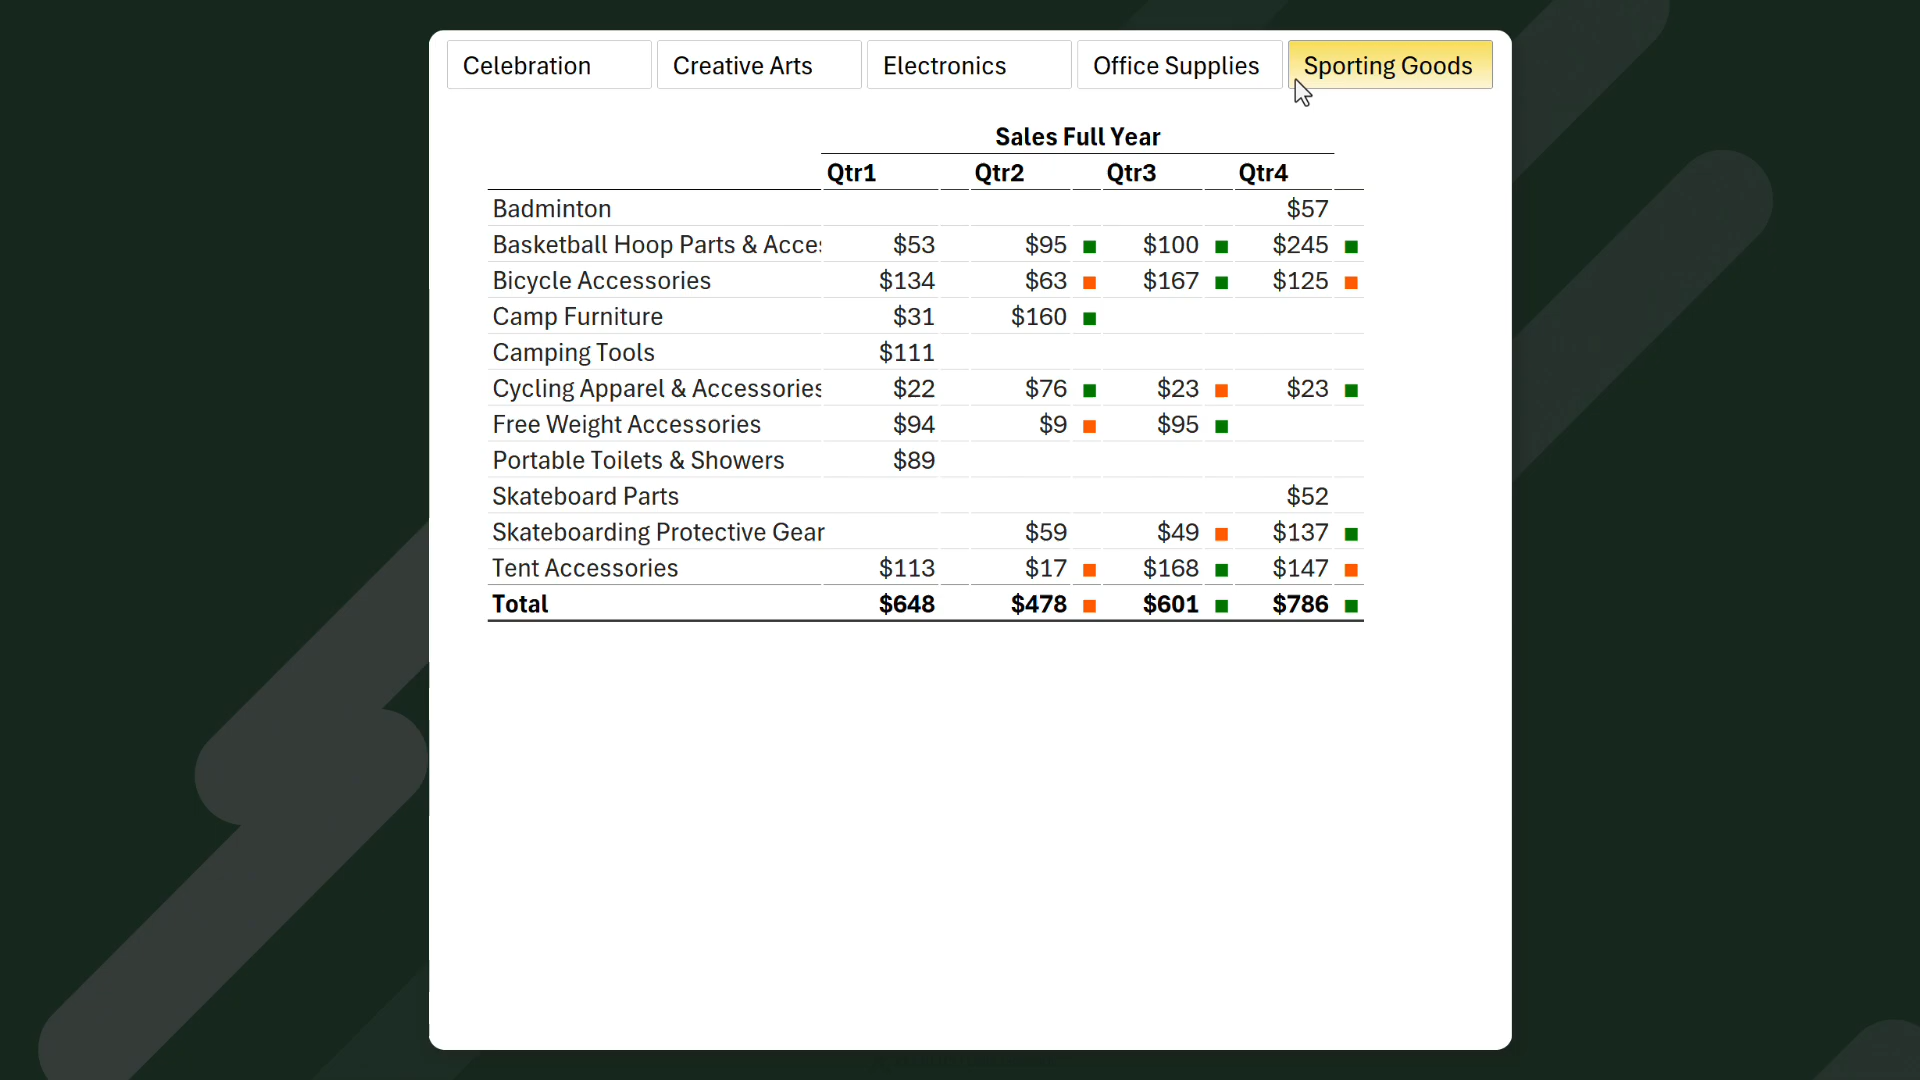 Celebration Creative Arts Electronics Office Supplies Sporting Goods
Sales Full Year
Qtr1 Qtr2 Qtr3 Qtr4
Badminton $57
Basketball Hoop Parts & Acces $53 $95 $100 $245
Bicycle Accessories $134 $63 $167 $125
Camp Furniture $31 $160
Camping Tools $111
Cycling Apparel & Accessories $22 $76 $23 $23
Free Weight Accessories $94 $9 $95
Portable Toilets & Showers $89
Skateboard Parts $52
Skateboarding Protective Gear $59 $49 $137
Tent Accessories $113 $17 $168 $147
Total $648 $478 $601 $786